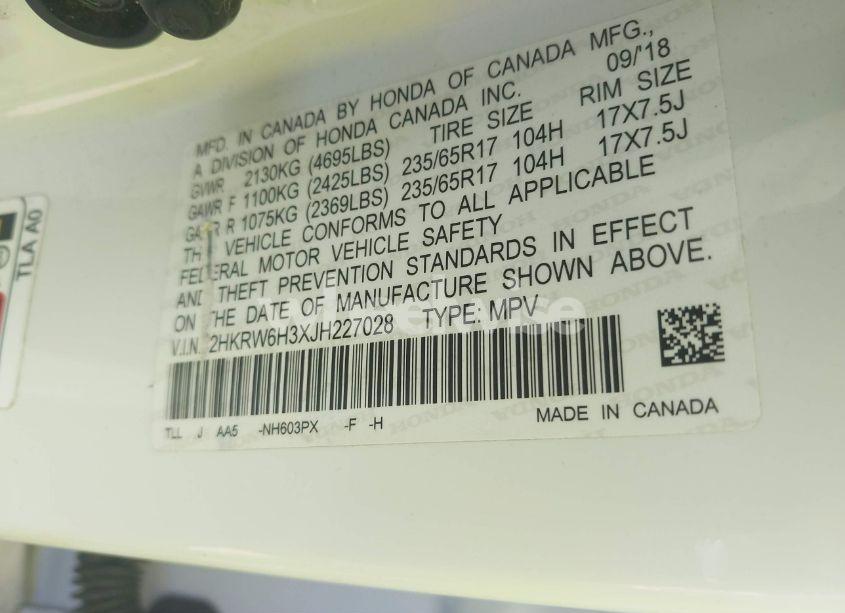 MFD. IN CANADA BY HONDA OF CANADA MFG.,
A DIVISION OF HONDA CANADA INC. 09/'18
GVWR 2130KG (4695LBS) TIRE SIZE RIM SIZE
GAWR F 1100KG (2425LBS) 235/65R17 104H 17X7.5J
GAWR R 1075KG (2369LBS) 235/65R17 104H 17X7.5J
THIS VEHICLE CONFORMS TO ALL APPLICABLE
FEDERAL MOTOR VEHICLE SAFETY
AND THEFT PREVENTION STANDARDS IN EFFECT
ON THE DATE OF MANUFACTURE SHOWN ABOVE.
V.I.N. 2HKRW6H3XJH227028 TYPE: MPV
TLL J AA5 -NH603PX -F -H
MADE IN CANADA
TLA A0